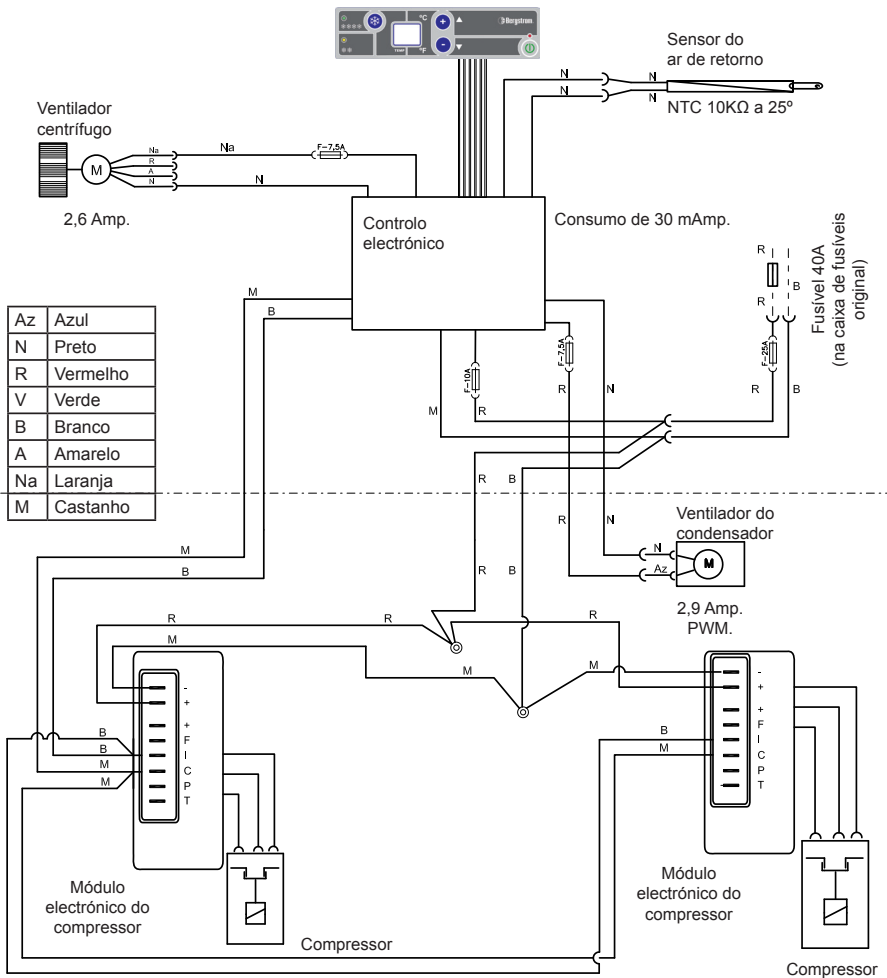 °C
Bergstrom
TEMP
°F
Sensor do
ar de retorno
N
N
N
N
NTC 10KΩ a 25º
Ventilador
centrífugo
Na
R
A
N
Na
F-7,5A
N
M
2,6 Amp.
Controlo
electrónico
Consumo de 30 mAmp.
Fusível 40A
(na caixa de fusíveis
original)
R
B
R
M
B
F-10A
F-7,5A
F-25A
M
R
R
N
R
B
Az Azul
N Preto
R Vermelho
V Verde
B Branco
A Amarelo
Na Laranja
M Castanho
R
B
R
N
Ventilador do
condensador
N
Az
M
2,9 Amp.
PWM.
M
B
R
B
R
R
R
M
M
M
-
+
+
F
I
C
P
T
B
B
M
M
-
+
+
F
I
C
P
T
B
M
Módulo
electrónico do
compressor
Compressor
Módulo
electrónico do
compressor
Compressor